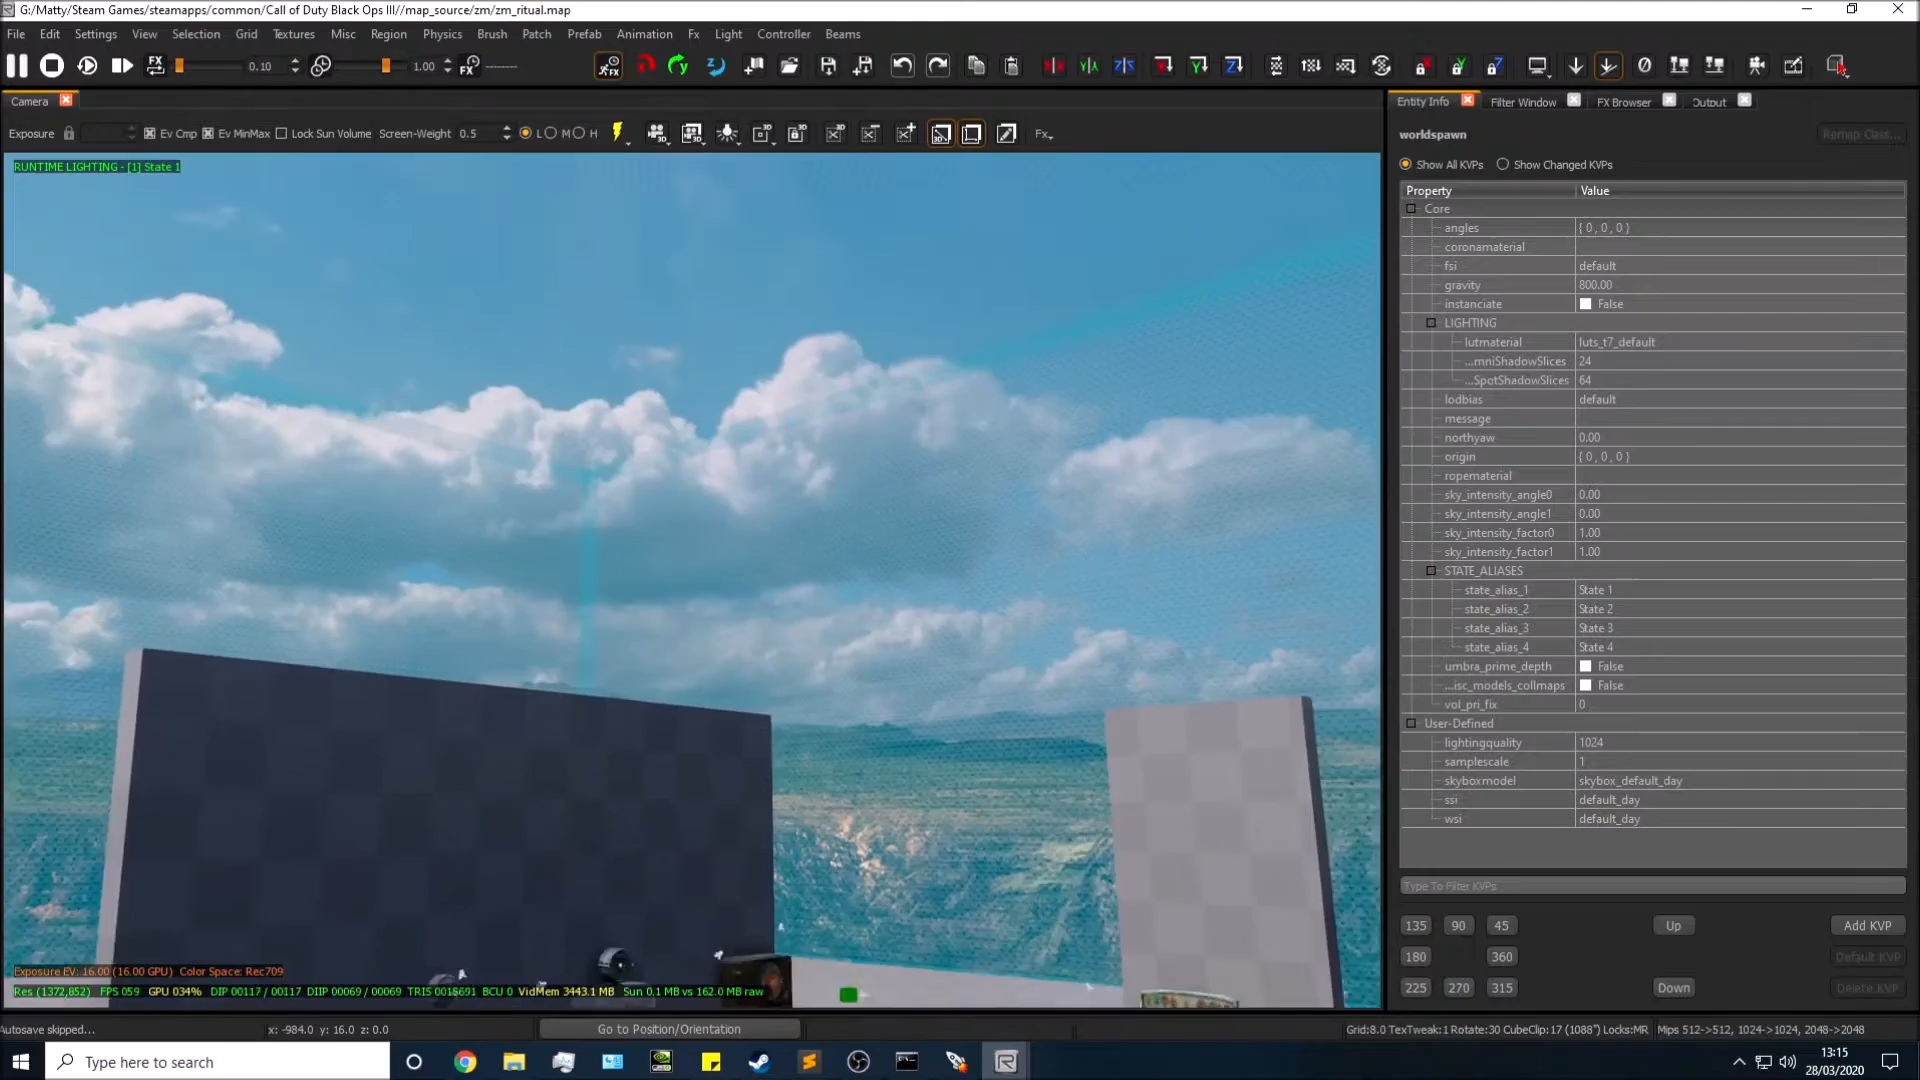 G:/Matty/Steam Games/steamapps/common/Call of Duty Black Ops III//map_source/zm/zm_ritual.map
File Edit Settings View Selection Grid Textures Misc Region Physics Brush Patch Prefab Animation Fx Light Controller Beams
FX 0.10 1.00 FX
Camera
Entity Info Filter Window FX Browser Output
Exposure Ev Cmp Ev MinMax Lock Sun Volume Screen-Weight 0.5 L M H Fx
worldspawn Remap Class...
RUNTIME LIGHTING - [1] State 1
Show All KVPs Show Changed KVPs
Property Value
Core
angles { 0 , 0 , 0 }
coronamaterial
fsi default
gravity 800.00
instanciate False
LIGHTING
lutmaterial luts_t7_default
...mniShadowSlices 24
...SpotShadowSlices 64
lodbias default
message
northyaw 0.00
origin { 0 , 0 , 0 }
ropematerial
sky_intensity_angle0 0.00
sky_intensity_angle1 0.00
sky_intensity_factor0 1.00
sky_intensity_factor1 1.00
STATE_ALIASES
state_alias_1 State 1
state_alias_2 State 2
state_alias_3 State 3
state_alias_4 State 4
umbra_prime_depth False
...isc_models_collmaps False
vol_pri_fix 0
User-Defined
lightingquality 1024
samplescale 1
skyboxmodel skybox_default_day
ssi default_day
wsi default_day
Type To Filter KVPs
135 90 45 Up Add KVP
180 360 Default KVP
225 270 315 Down Delete KVP
Exposure EV: 16.00 (16.00 GPU) Color Space: Rec709
Res (1372,852) FPS 059 GPU 034% DIP 00117 / 00117 DIIP 00069 / 00069 TRIS 0016691 BCU 0 VidMem 3443.1 MB Sun 0.1 MB vs 162.0 MB raw
Autosave skipped... x: -984.0 y: 16.0 z: 0.0 Go to Position/Orientation Grid:8.0 TexTweak:1 Rotate:30 CubeClip:17 (1088") Locks:MR Mips 512->512, 1024->1024, 2048->2048
Type here to search
13:15
28/03/2020